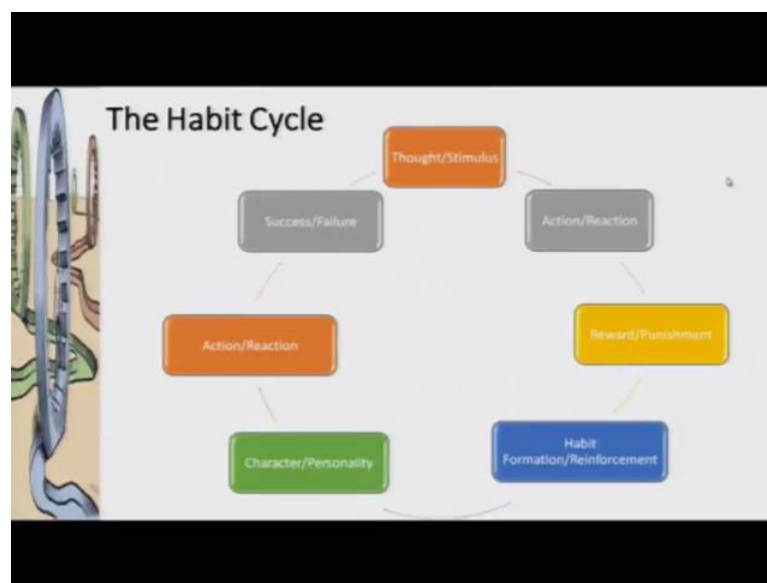 The Habit Cycle
Thought/Stimulus
Action/Reaction
Reward/Punishment
Habit
Formation/Reinforcement
Character/Personality
Action/Reaction
Success/Failure